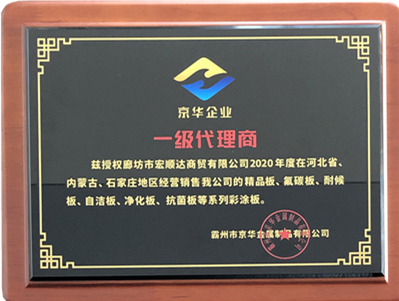 京华企业
一级代理商
兹授权廊坊市宏顺达商贸有限公司2020年度在河北省、
内蒙古、石家庄地区经营销售我公司的精品板、氟碳板、耐候
板、自洁板、净化板、抗菌板等系列彩涂板。
霸州市京华金属制品有限公司